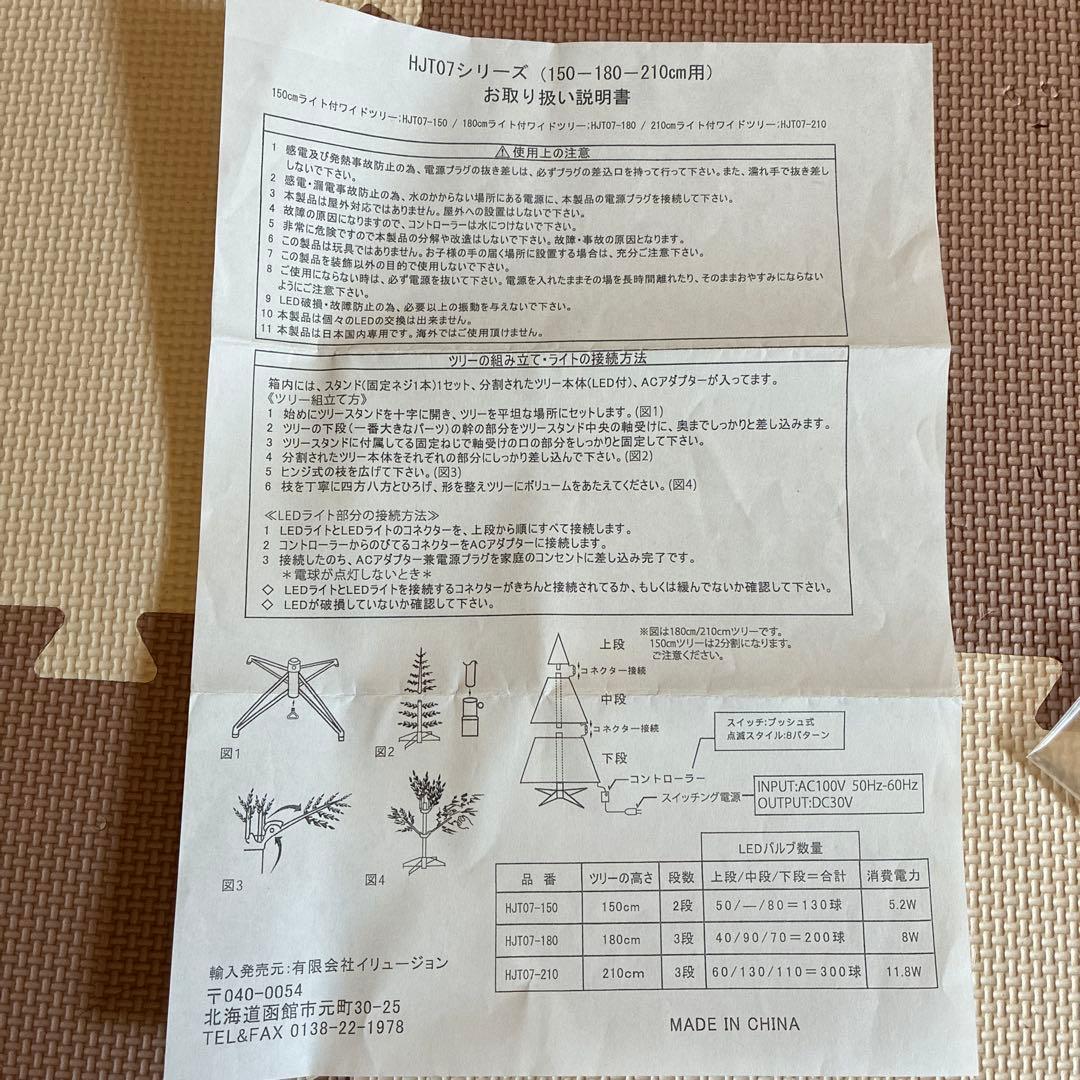 HJT07シリーズ（150－180－210cm用）
お取り扱い説明書
150cmライト付ワイドツリー；HJT07-150 / 180cmライト付ワイドツリー；HJT07-180 / 210cmライト付ワイドツリー；HJT07-210
⚠使用上の注意
1 感電及び発熱事故防止の為、電源プラグの抜き差しは、必ずプラグの差込口を持って行って下さい。また、濡れ手で抜き差し
しないで下さい。
2 感電・漏電事故防止の為、水のかからない場所にある電源に、本製品の電源プラグを接続して下さい。
3 本製品は屋外対応ではありません。屋外への設置はしないで下さい。
4 故障の原因になりますので、コントローラーは水につけないで下さい。
5 非常に危険ですので本製品の分解や改造はしないで下さい。故障・事故の原因となります。
6 この製品は玩具ではありません。お子様の手の届く場所に設置する場合は、充分ご注意下さい。
7 この製品を装飾以外の目的で使用しないで下さい。
8 ご使用にならない時は、必ず電源を抜いて下さい。電源を入れたままその場を長時間離れたり、そのままおやすみにならない
ようにご注意下さい。
9 LED破損・故障防止の為、必要以上の振動を与えないで下さい。
10 本製品は個々のLEDの交換は出来ません。
11 本製品は日本国内専用です。海外ではご使用頂けません。
ツリーの組み立て・ライトの接続方法
箱内には、スタンド(固定ネジ1本)1セット、分割されたツリー本体(LED付)、ACアダプターが入ってます。
《ツリー組立て方》
1 始めにツリースタンドを十字に開き、ツリーを平坦な場所にセットします。(図1)
2 ツリーの下段(一番大きなパーツ)の幹の部分をツリースタンド中央の軸受けに、奥までしっかりと差し込みます。
3 ツリースタンドに付属してる固定ねじで軸受けの口の部分をしっかりと固定して下さい。
4 分割されたツリー本体をそれぞれの部分にしっかり差し込んで下さい。(図2)
5 ヒンジ式の枝を広げて下さい。(図3)
6 枝を丁寧に四方八方とひろげ、形を整えツリーにボリュームをあたえてください。(図4)
≪LEDライト部分の接続方法≫
1 LEDライトとLEDライトのコネクターを、上段から順にすべて接続します。
2 コントローラーからのびてるコネクターをACアダプターに接続します。
3 接続したのち、ACアダプター兼電源プラグを家庭のコンセントに差し込み完了です。
＊電球が点灯しないとき＊
◇ LEDライトとLEDライトを接続するコネクターがきちんと接続されてるか、もしくは緩んでないか確認して下さい。
◇ LEDが破損していないか確認して下さい。
※図は180cm/210cmツリーです。
150cmツリーは2分割になります。
ご注意ください。
上段
コネクター接続
中段
コネクター接続
下段
コントローラー
スイッチング電源
スイッチ：プッシュ式
点滅スタイル：8パターン
INPUT:AC100V 50Hz-60Hz
OUTPUT:DC30V
図1
図2
図3
図4
LEDバルブ数量
品 番 ツリーの高さ 段数 上段/中段/下段＝合計 消費電力
HJT07-150 150cm 2段 50/―/80＝130球 5.2W
HJT07-180 180cm 3段 40/90/70＝200球 8W
HJT07-210 210cm 3段 60/130/110＝300球 11.8W
輸入発売元：有限会社イリュージョン
〒040-0054
北海道函館市元町30-25
TEL&FAX 0138-22-1978
MADE IN CHINA